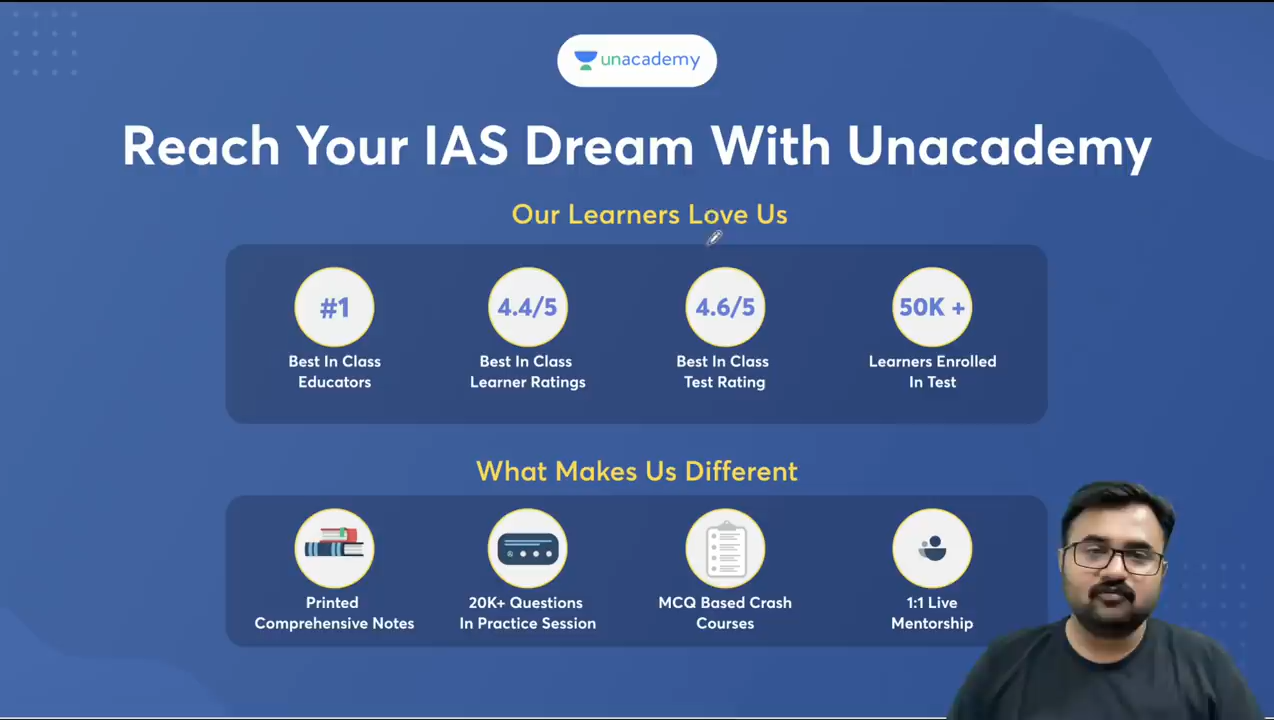 unacademy
Reach Your IAS Dream With Unacademy
Our Learners Love Us
#1
Best In Class
Educators
4.4/5
Best In Class
Learner Ratings
4.6/5
Best In Class
Test Rating
50K +
Learners Enrolled
In Test
What Makes Us Different
Printed
Comprehensive Notes
20K+ Questions
In Practice Session
MCQ Based Crash
Courses
1:1 Live
Mentorship